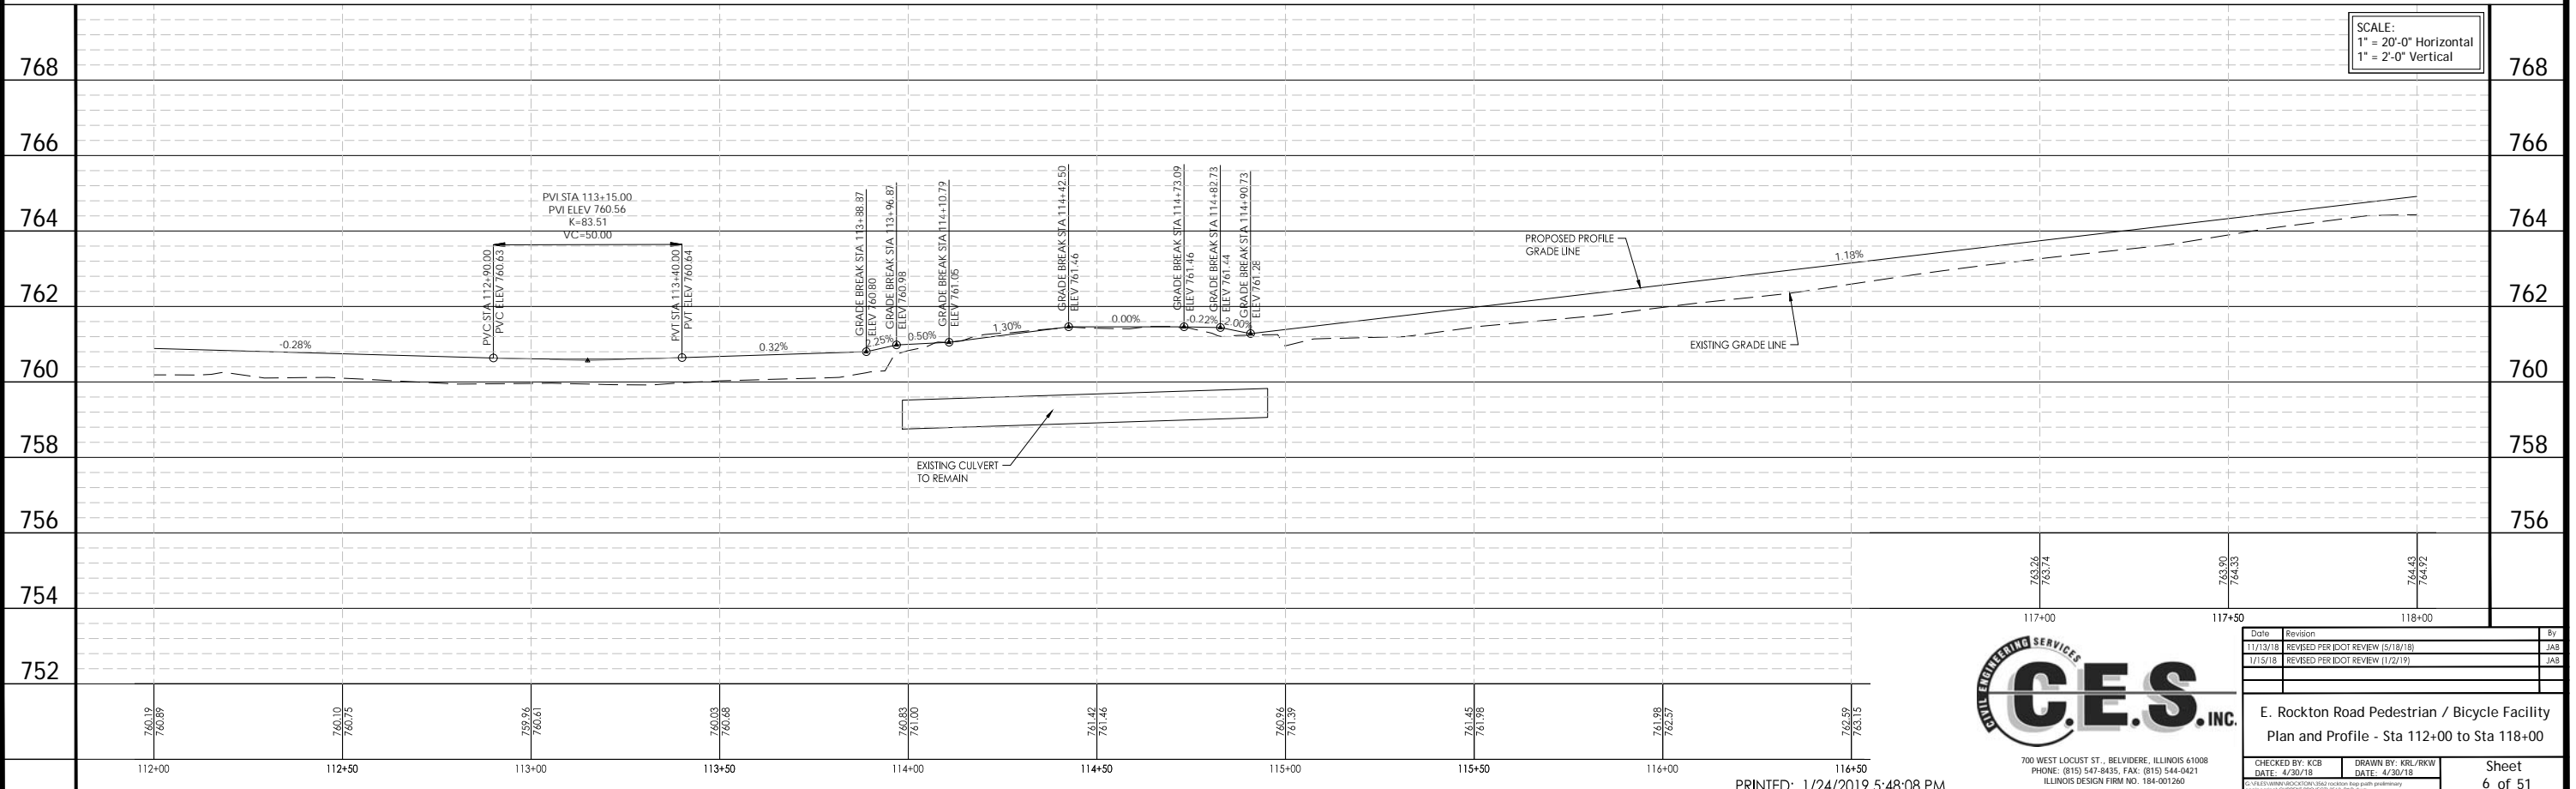 SCALE:
1" = 20'-0" Horizontal
1" = 2'-0" Vertical
768
768
766
766
764
764
762
762
760
760
758
758
756
756
754
752
PVI STA 113+15.00
PVI ELEV 760.56
K=83.51
VC=50.00
PVC STA 112+90.00
PVC ELEV 760.63
PVT STA 113+40.00
PVT ELEV 760.64
GRADE BREAK STA 113+88.87
ELEV 760.80
GRADE BREAK STA 113+96.87
ELEV 760.98
GRADE BREAK STA 114+10.79
ELEV 761.05
GRADE BREAK STA 114+42.50
ELEV 761.46
GRADE BREAK STA 114+73.09
ELEV 761.46
GRADE BREAK STA 114+82.73
ELEV 761.44
GRADE BREAK STA 114+90.73
ELEV 761.28
-0.28%
0.32%
2.25%
0.50%
1.30%
0.00%
-0.22%
-2.00%
1.18%
PROPOSED PROFILE
GRADE LINE
EXISTING GRADE LINE
EXISTING CULVERT
TO REMAIN
763.26
763.74
763.90
764.33
764.43
764.92
117+00
117+50
118+00
760.19
760.89
760.10
760.75
759.96
760.61
760.03
760.68
760.83
761.00
761.42
761.46
760.96
761.39
761.45
761.98
761.98
762.57
762.59
763.15
112+00
112+50
113+00
113+50
114+00
114+50
115+00
115+50
116+00
116+50
CIVIL ENGINEERING SERVICES
C.E.S. INC.
700 WEST LOCUST ST., BELVIDERE, ILLINOIS 61008
PHONE: (815) 547-8435, FAX: (815) 544-0421
ILLINOIS DESIGN FIRM NO. 184-001260
PRINTED: 1/24/2019 5:48:08 PM
Date Revision By
11/13/18 REVISED PER IDOT REVIEW (5/18/18) JAB
1/15/18 REVISED PER IDOT REVIEW (1/2/19) JAB
E. Rockton Road Pedestrian / Bicycle Facility
Plan and Profile - Sta 112+00 to Sta 118+00
CHECKED BY: KCB
DATE: 4/30/18
DRAWN BY: KRL/RKW
DATE: 4/30/18
Sheet
6 of 51